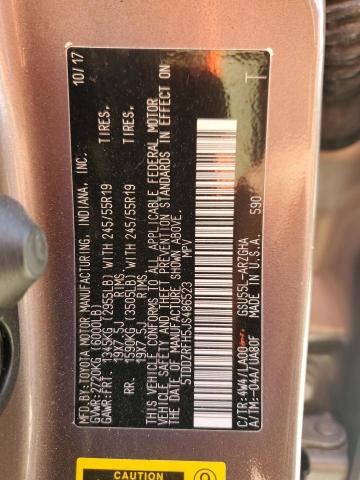 MFD.BY:TOYOTA MOTOR MANUFACTURING, INDIANA, INC. 10/17
GVWR:2720KG (6000LB)
GAWR:FRT. 1345KG (2955LB) WITH 245/55R19 TIRES,
19X7.5J RIMS,
RR. 1590KG (3505LB) WITH 245/55R19 TIRES,
19X7.5J RIMS,
THIS VEHICLE CONFORMS TO ALL APPLICABLE FEDERAL MOTOR
VEHICLE SAFETY AND THEFT PREVENTION STANDARDS IN EFFECT ON
THE DATE OF MANUFACTURE SHOWN ABOVE.
5TDDZRFH5JS486523 MPV
T
590
C/TR:4W4/LA00 GSU55L-ARZGHA
A/TM:-04A/UA80F MADE IN U.S.A.
CAUTION